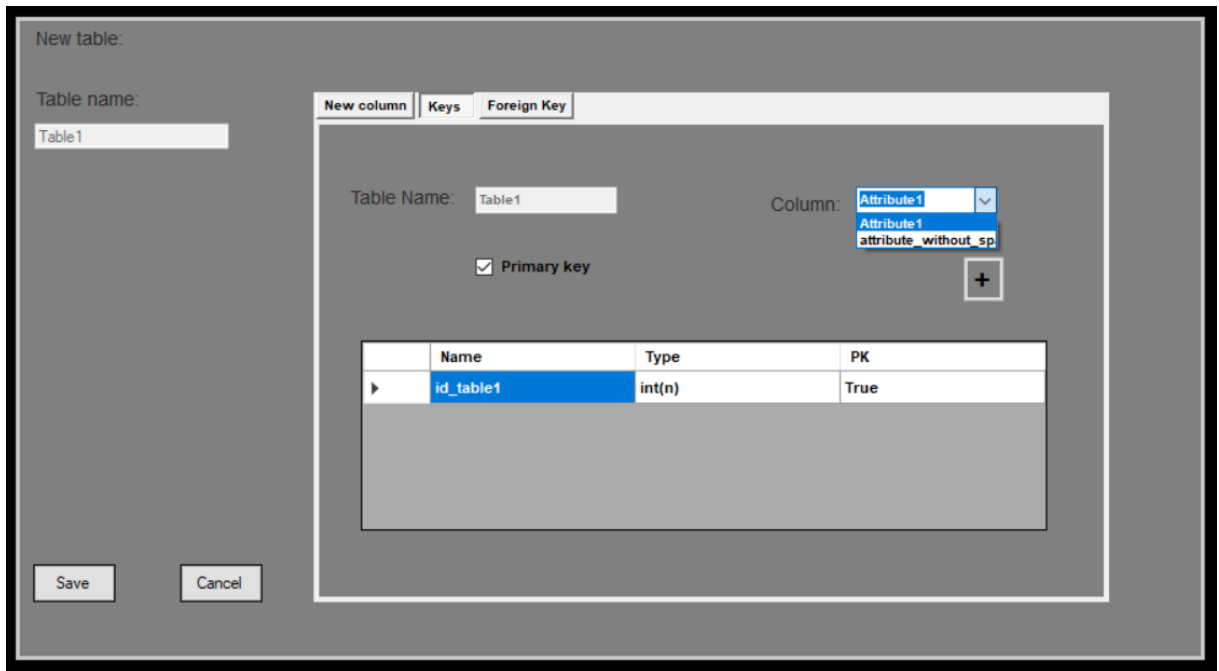 New table:
Table name:
Table1
New column Keys Foreign Key
Table Name: Table1 Column: Attribute1
Attribute1
attribute_without_sp
Primary key
+
Name Type PK
id_table1 int(n) True
Save Cancel